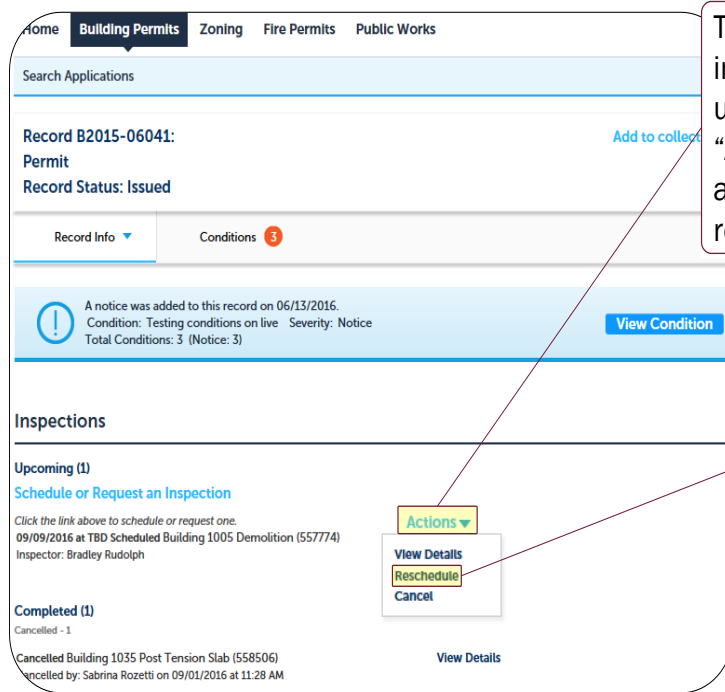 Home Building Permits Zoning Fire Permits Public Works
Search Applications
Record B2015-06041:
Permit
Record Status: Issued
Add to collect
Record Info Conditions 3
A notice was added to this record on 06/13/2016.
Condition: Testing conditions on live Severity: Notice
Total Conditions: 3 (Notice: 3)
View Condition
Inspections
Upcoming (1)
Schedule or Request an Inspection
Click the link above to schedule or request one.
09/09/2016 at TBD Scheduled Building 1005 Demolition (557774)
Inspector: Bradley Rudolph
Actions
View Details
Reschedule
Cancel
Completed (1)
Cancelled - 1
Cancelled Building 1035 Post Tension Slab (558506)
View Details
Cancelled by: Sabrina Rozetti on 09/01/2016 at 11:28 AM